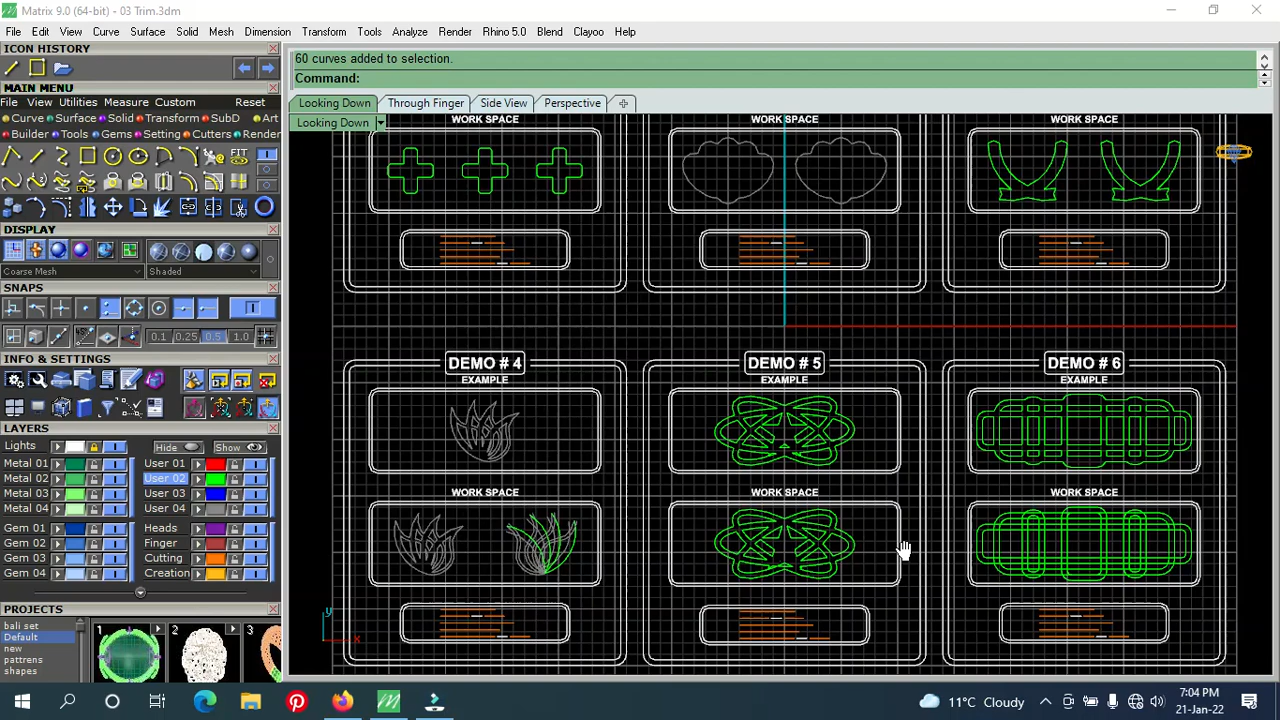 Matrix 9.0 (64-bit) - 03 Trim.3dm
File Edit View Curve Surface Solid Mesh Dimension Transform Tools Analyze Render Rhino 5.0 Blend Clayoo Help
ICON HISTORY
60 curves added to selection.
Command:
MAIN MENU
File View Utilities Measure Custom Reset
Curve Surface Solid Transform SubD Art
Builder Tools Gems Setting Cutters Render
FIT
DISPLAY
Coarse Mesh Shaded
SNAPS
0.1 0.25 0.5 1.0
INFO & SETTINGS
LAYERS
Lights Hide Show
Metal 01 User 01
Metal 02 User 02
Metal 03 User 03
Metal 04 User 04
Gem 01 Heads
Gem 02 Finger
Gem 03 Cutting
Gem 04 Creation
PROJECTS
bali set
Default
new
patrens
shapes
1 2 3
Looking Down Through Finger Side View Perspective
Looking Down
WORK SPACE WORK SPACE WORK SPACE
DEMO # 4 DEMO # 5 DEMO # 6
EXAMPLE EXAMPLE EXAMPLE
WORK SPACE WORK SPACE WORK SPACE
y
x
11°C Cloudy
7:04 PM
21-Jan-22